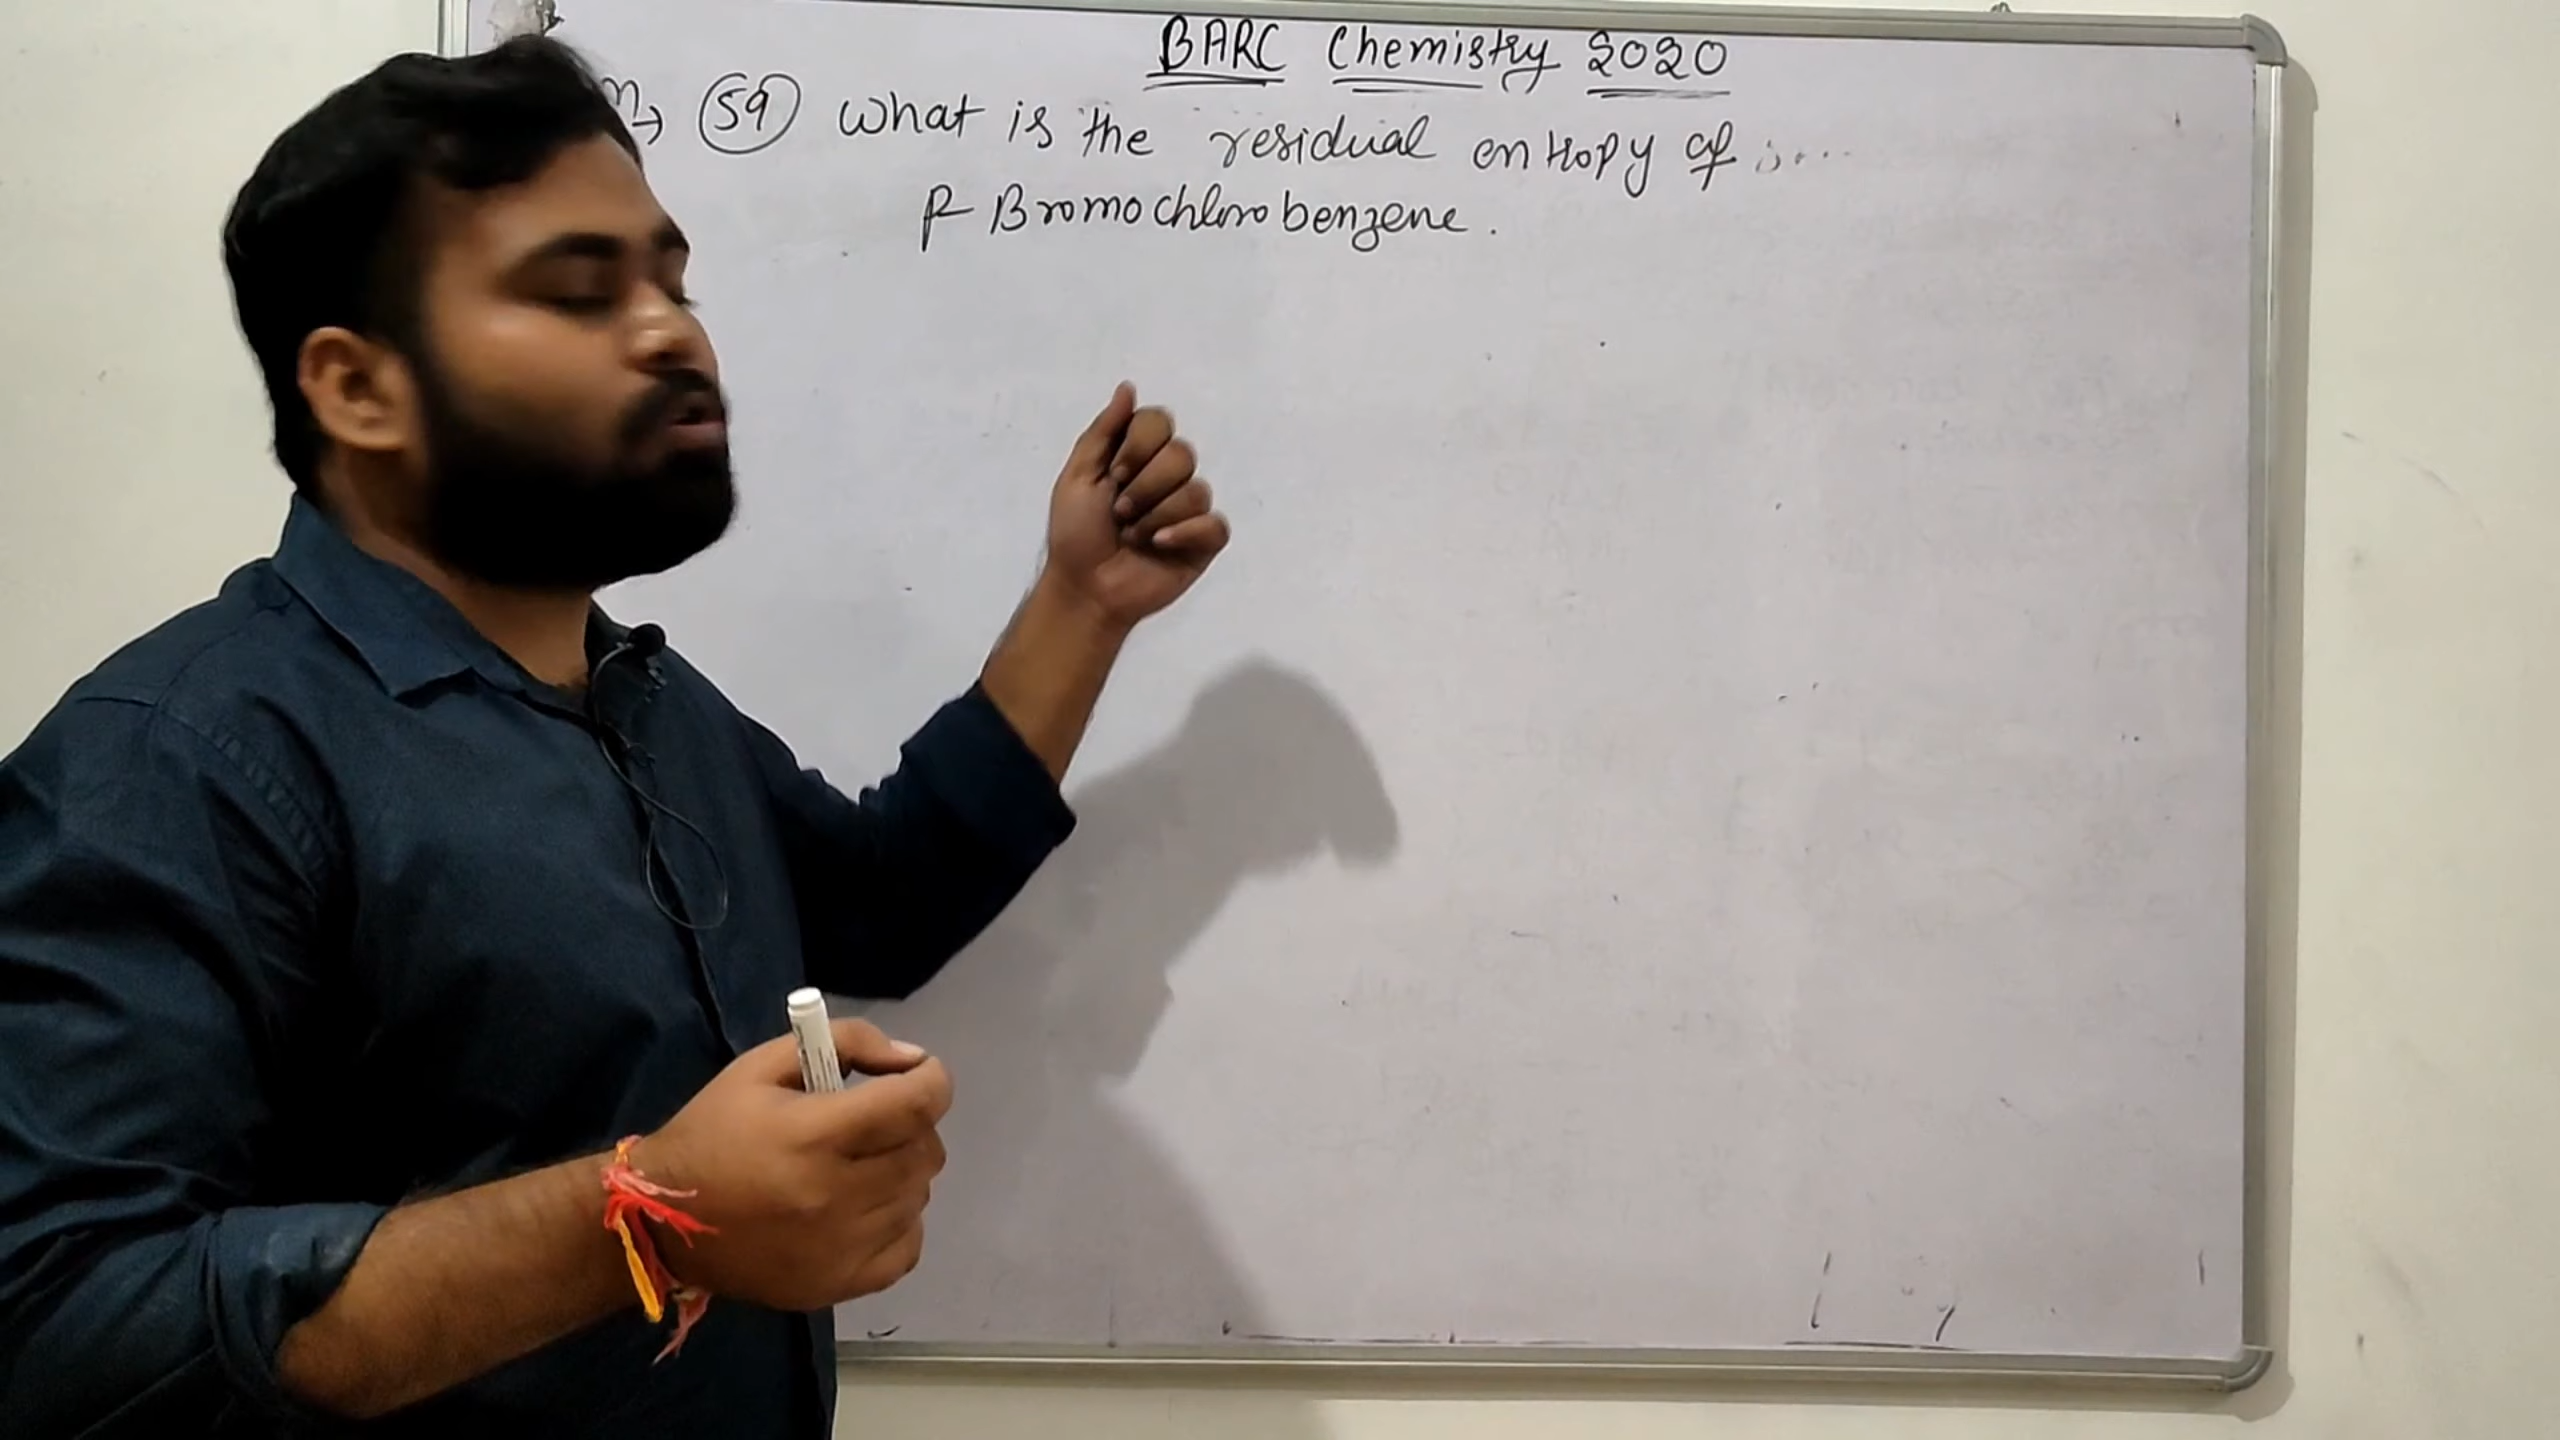 BARC Chemistry 2020
59 What is the residual entropy of
P- Bromochlorobenzene.